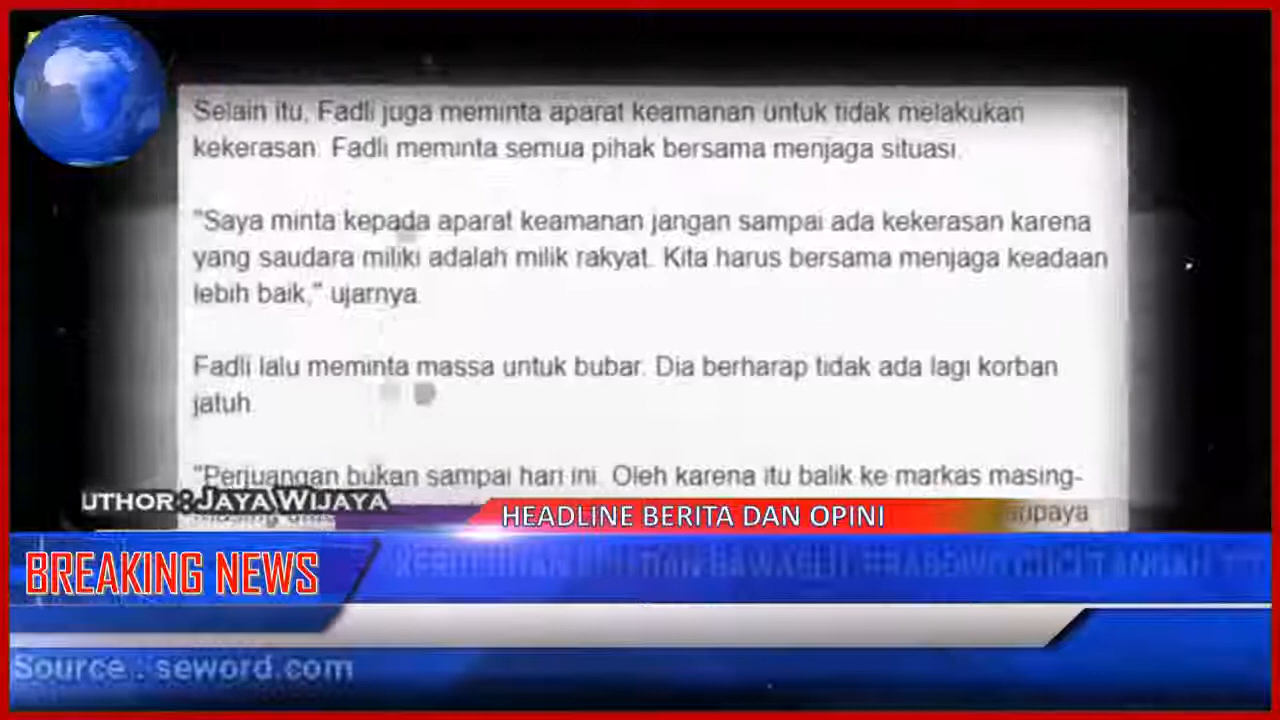 Selain itu, Fadli juga meminta aparat keamanan untuk tidak melakukan
kekerasan. Fadli meminta semua pihak bersama menjaga situasi.
"Saya minta kepada aparat keamanan jangan sampai ada kekerasan karena
yang saudara miliki adalah milik rakyat. Kita harus bersama menjaga keadaan
lebih baik," ujarnya.
Fadli lalu meminta massa untuk bubar. Dia berharap tidak ada lagi korban
jatuh.
"Perjuangan bukan sampai hari ini. Oleh karena itu balik ke markas masing-
supaya
UTHOR : JAYA WIJAYA
HEADLINE BERITA DAN OPINI
BREAKING NEWS
Source : seword.com